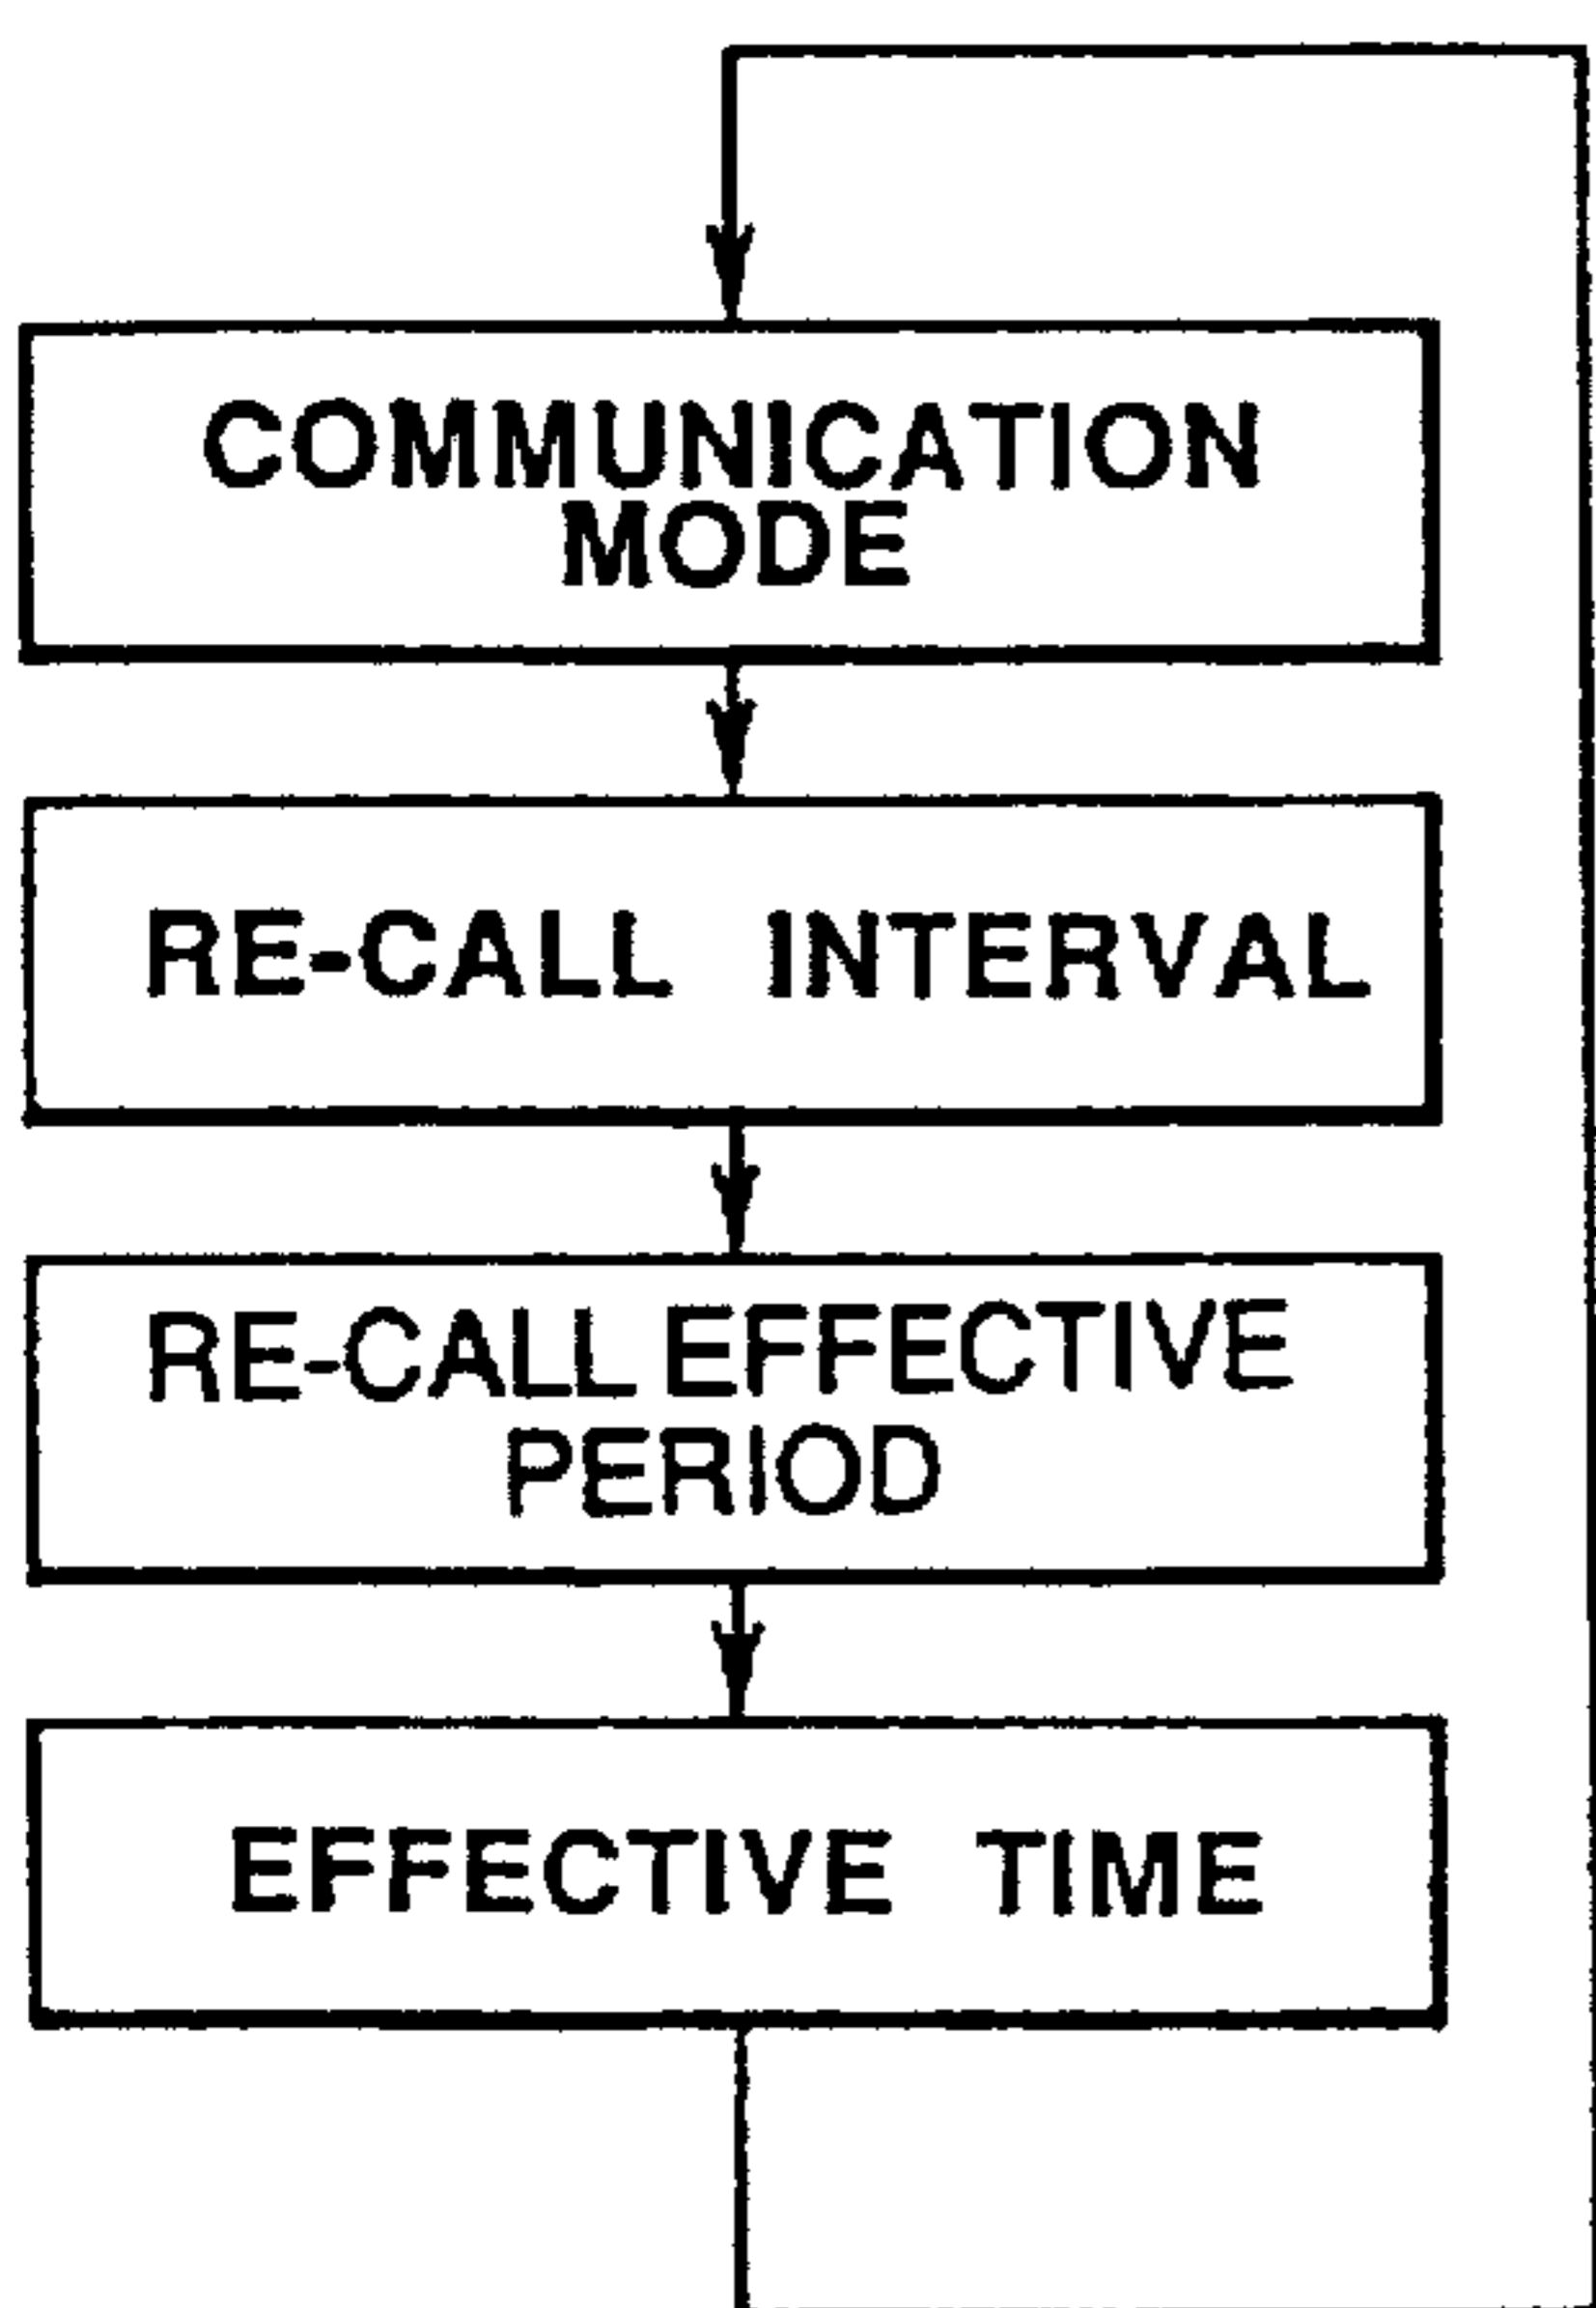 COMMUNICATION
MODE
RE-CALL INTERVAL
RE-CALL EFFECTIVE
PERIOD
EFFECTIVE TIME